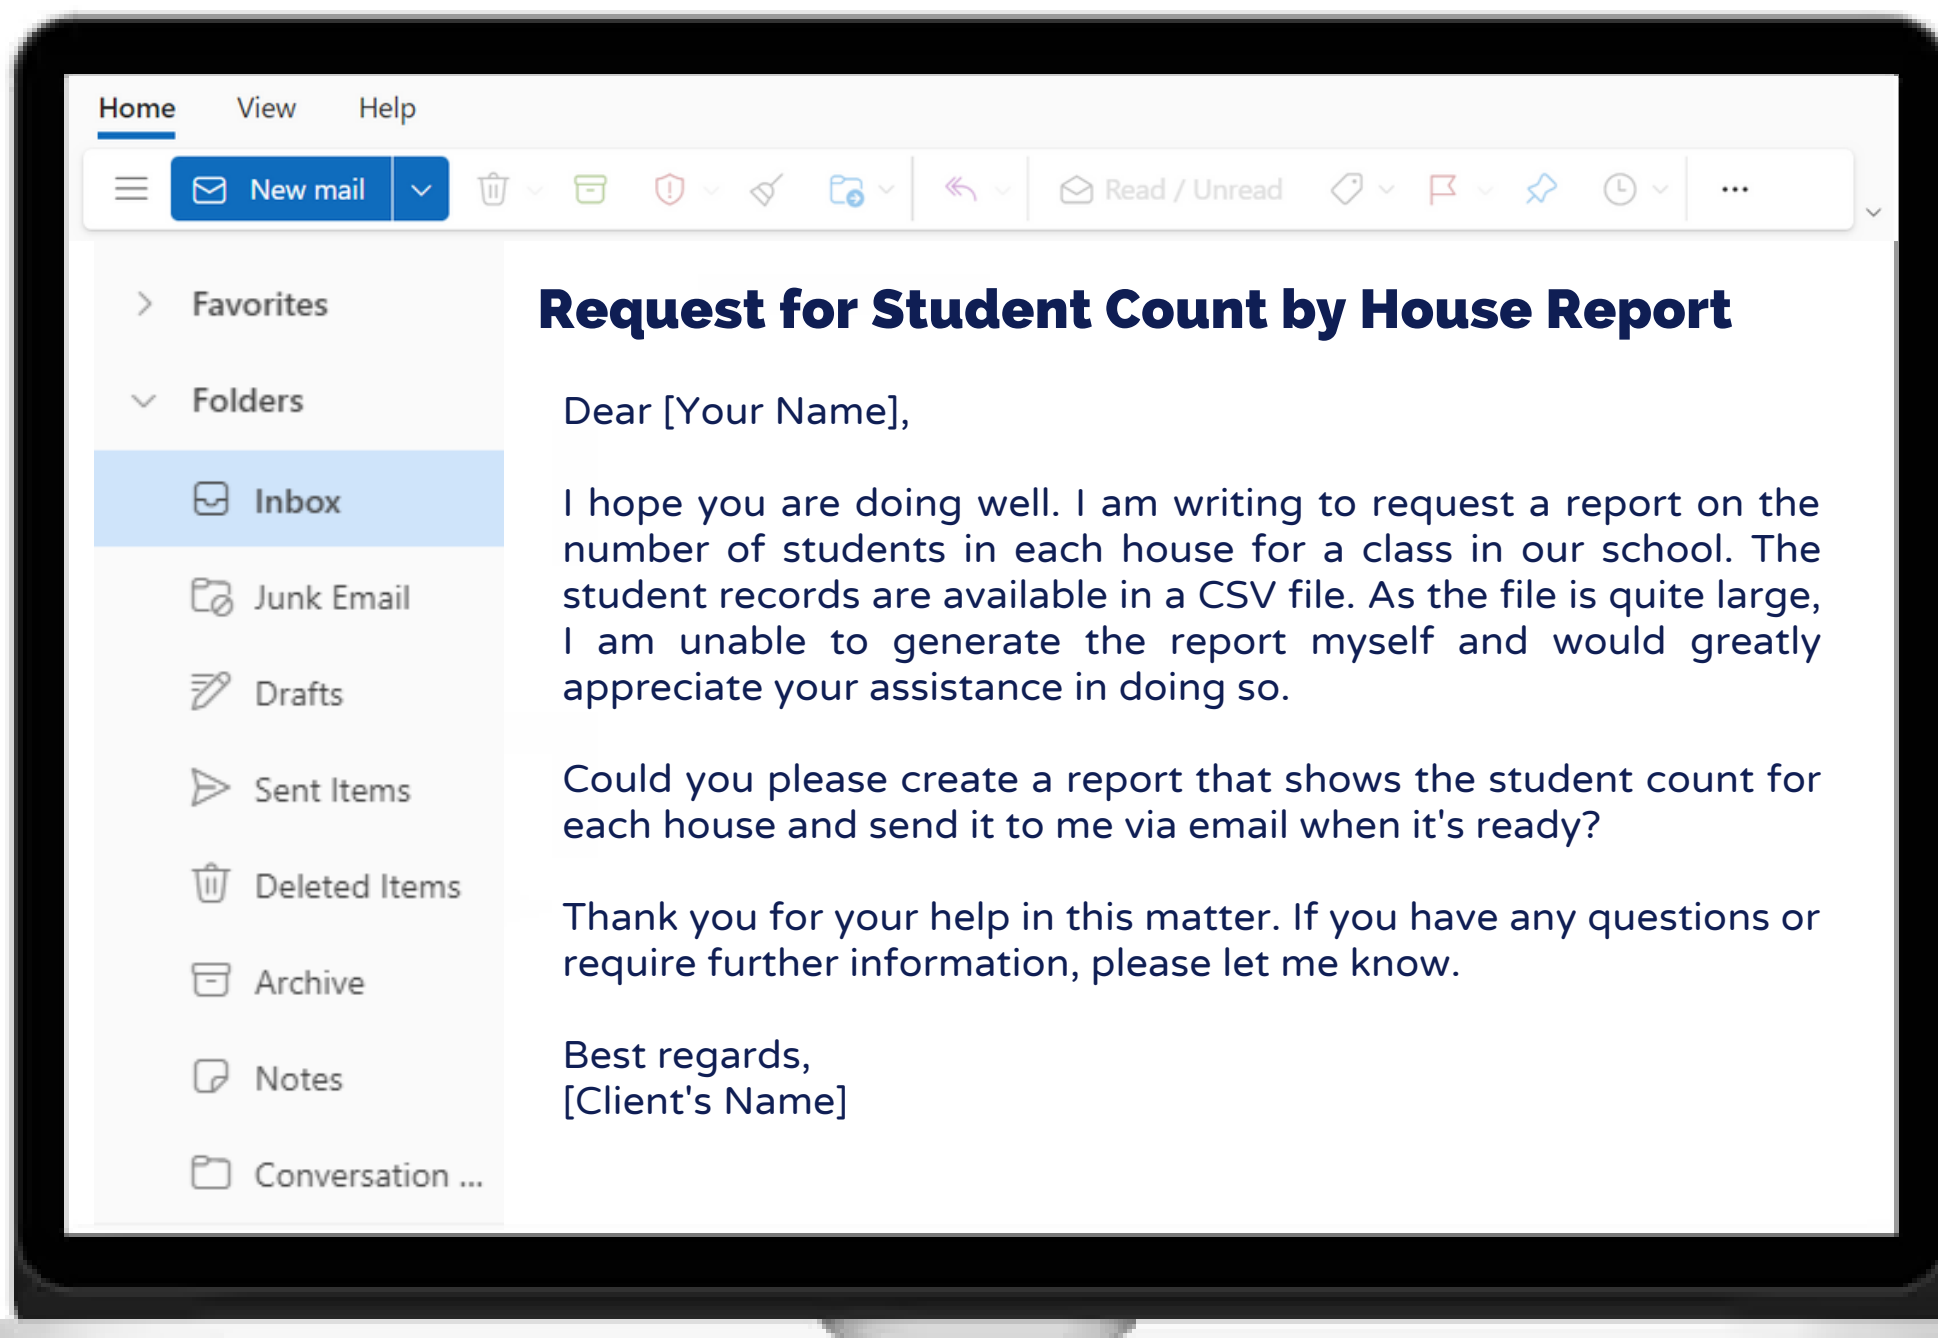 Home View Help
New mail Read / Unread
Favorites
Folders
Inbox
Junk Email
Drafts
Sent Items
Deleted Items
Archive
Notes
Conversation ...
Request for Student Count by House Report
Dear [Your Name],
I hope you are doing well. I am writing to request a report on the
number of students in each house for a class in our school. The
student records are available in a CSV file. As the file is quite large,
I am unable to generate the report myself and would greatly
appreciate your assistance in doing so.
Could you please create a report that shows the student count for
each house and send it to me via email when it's ready?
Thank you for your help in this matter. If you have any questions or
require further information, please let me know.
Best regards,
[Client's Name]